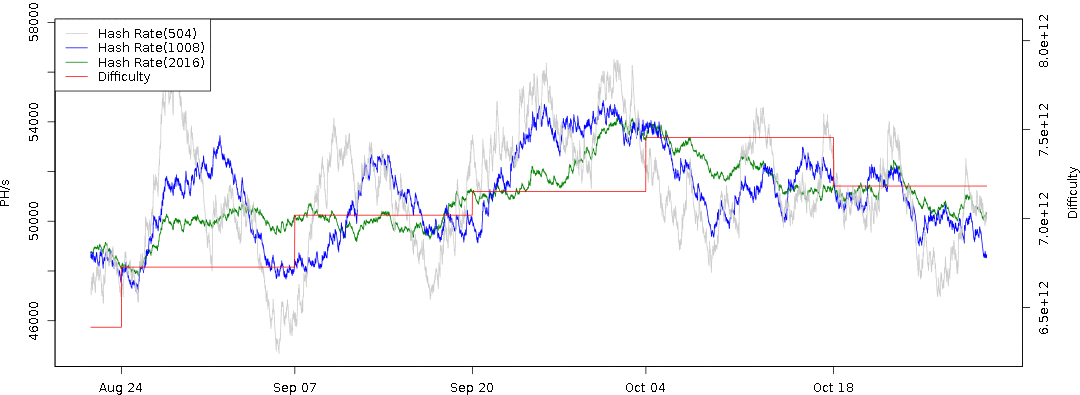 Hash Rate(504)
Hash Rate(1008)
Hash Rate(2016)
Difficulty
PH/s
58000
54000
50000
46000
8.0e+12
7.5e+12
7.0e+12
6.5e+12
Difficulty
Aug 24
Sep 07
Sep 20
Oct 04
Oct 18